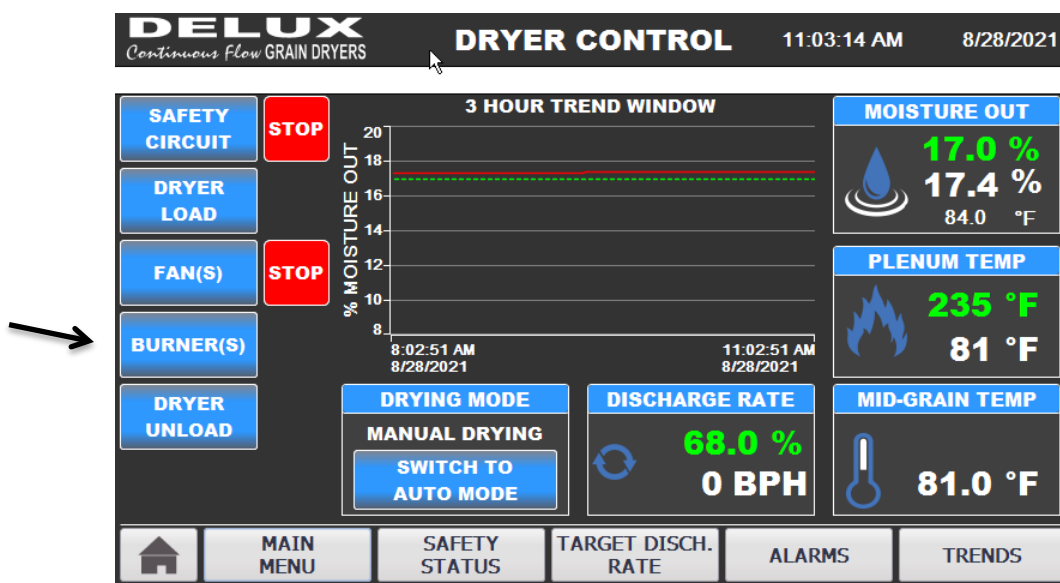 DELUX
Continuous Flow GRAIN DRYERS
DRYER CONTROL
11:03:14 AM
8/28/2021
SAFETY
CIRCUIT
STOP
DRYER
LOAD
FAN(S)
STOP
BURNER(S)
DRYER
UNLOAD
3 HOUR TREND WINDOW
% MOISTURE OUT
20
18
16
14
12
10
8
8:02:51 AM
8/28/2021
11:02:51 AM
8/28/2021
MOISTURE OUT
17.0 %
17.4 %
84.0 °F
PLENUM TEMP
235 °F
81 °F
DRYING MODE
MANUAL DRYING
SWITCH TO
AUTO MODE
DISCHARGE RATE
68.0 %
0 BPH
MID-GRAIN TEMP
81.0 °F
MAIN
MENU
SAFETY
STATUS
TARGET DISCH.
RATE
ALARMS
TRENDS